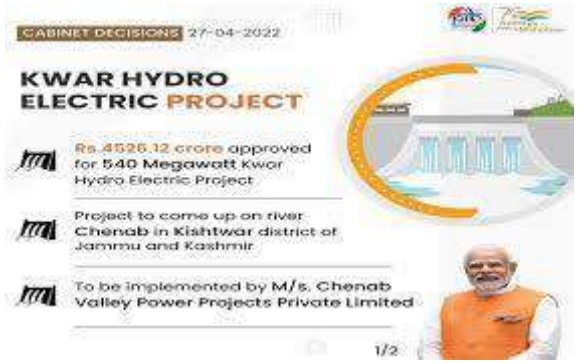 CABINET DECISIONS 27-04-2022
KWAR HYDRO
ELECTRIC PROJECT
Rs.4526.12 crore approved
for 540 Megawatt Kwar
Hydro Electric Project
Project to come up on river
Chenab in Kishtwar district of
Jammu and Kashmir
To be implemented by M/s. Chenab
Valley Power Projects Private Limited
1/2